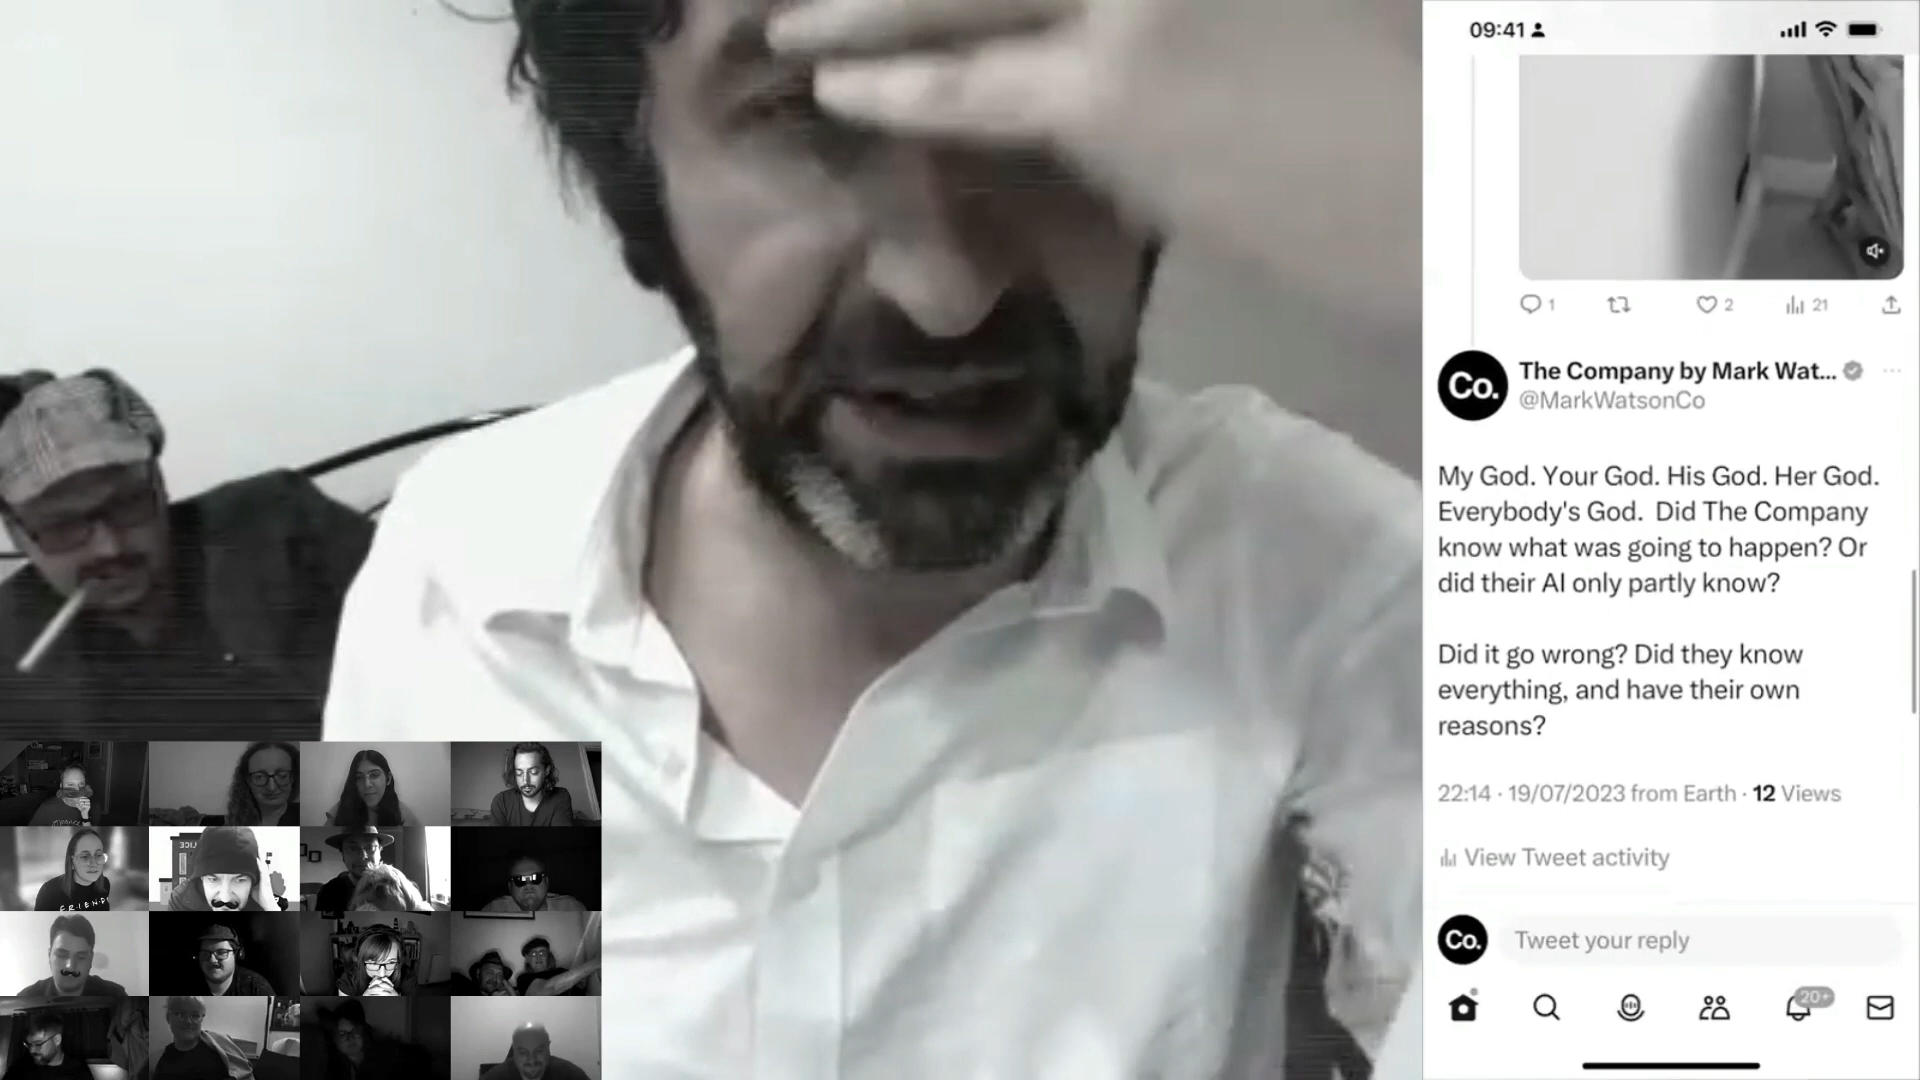 09:41
1
2
21
Co.
The Company by Mark Wat...
@MarkWatsonCo
My God. Your God. His God. Her God.
Everybody's God. Did The Company
know what was going to happen? Or
did their AI only partly know?
Did it go wrong? Did they know
everything, and have their own
reasons?
22:14 · 19/07/2023 from Earth · 12 Views
View Tweet activity
Co.
Tweet your reply
20+
F.R.I.E.N.D